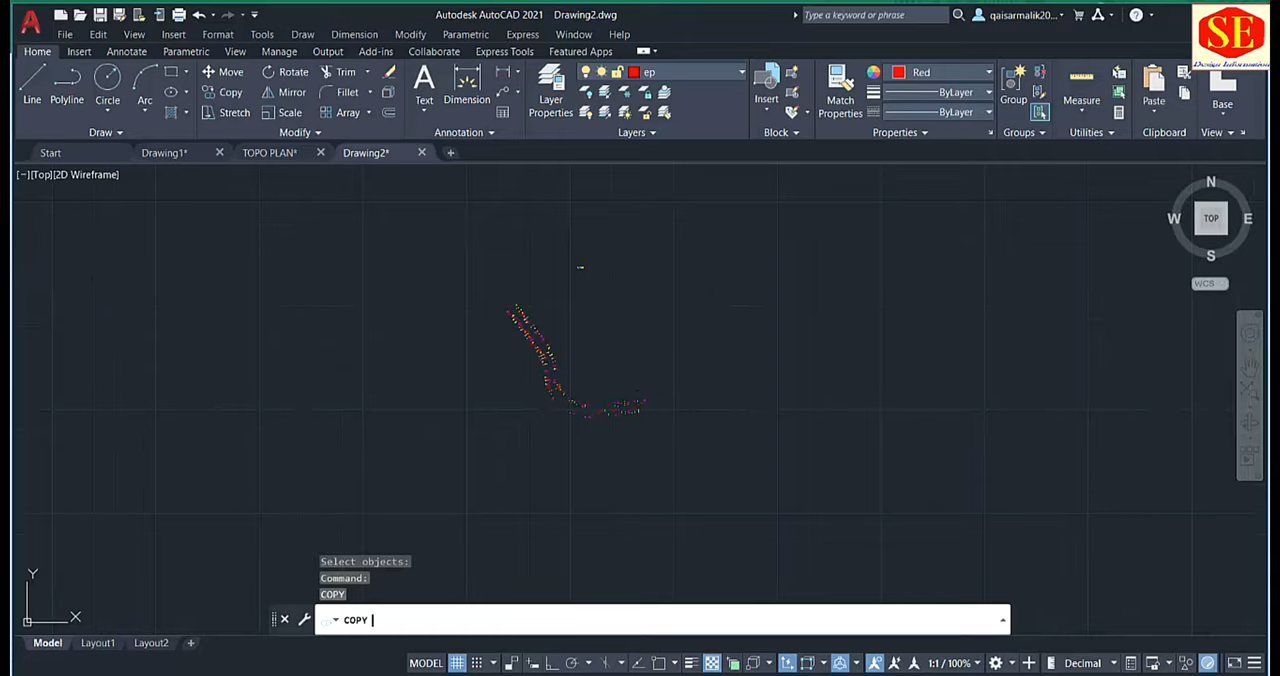 Autodesk AutoCAD 2021 Drawing2.dwg
Type a keyword or phrase
qaisarmalik20...
SE
File Edit View Insert Format Tools Draw Dimension Modify Parametric Express Window Help
Home Insert Annotate Parametric View Manage Output Add-ins Collaborate Express Tools Featured Apps
Line Polyline Circle Arc
Move Rotate Trim
Copy Mirror Fillet
Stretch Scale Array
Text Dimension
Layer Properties
ep
Insert
Match Properties
Red
ByLayer
ByLayer
Group
Measure
Paste
Base
Draw Modify Annotation Layers Block Properties Groups Utilities Clipboard View
Start Drawing1* TOPO PLAN* Drawing2*
[−][Top][2D Wireframe]
N
W TOP E
S
WCS
Select objects:
Command:
COPY
COPY
Y
X
Model Layout1 Layout2
MODEL 1:1 / 100% Decimal